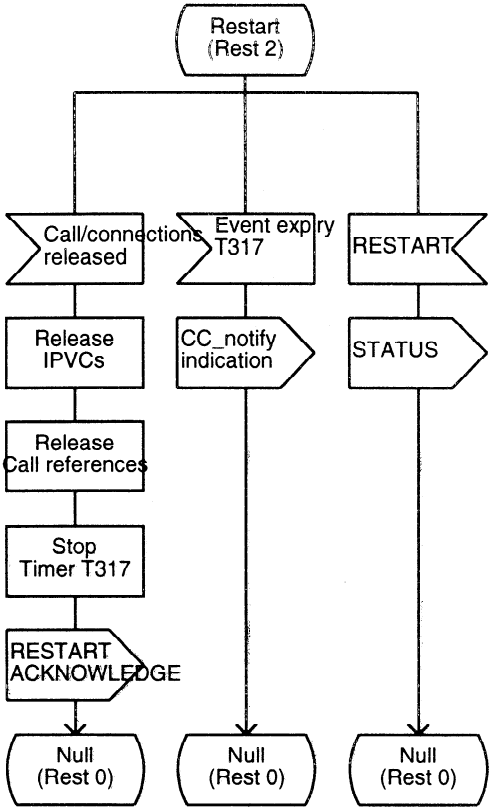 Restart
(Rest 2)
Call/connections
released
Event expiry
T317
RESTART
Release
IPVCs
CC_notify
indication
STATUS
Release
Call references
Stop
Timer T317
RESTART
ACKNOWLEDGE
Null
(Rest 0)
Null
(Rest 0)
Null
(Rest 0)